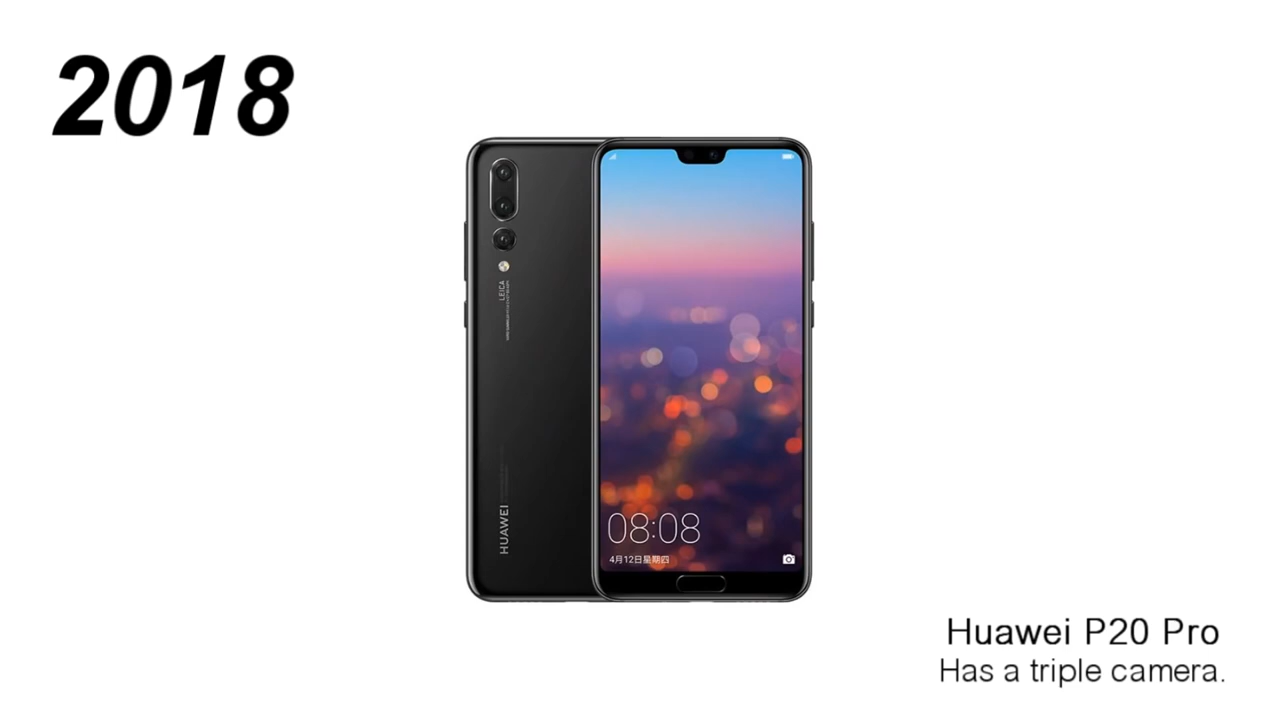 2018
LEICA
HUAWEI
08:08
4月12日星期四
Huawei P20 Pro
Has a triple camera.